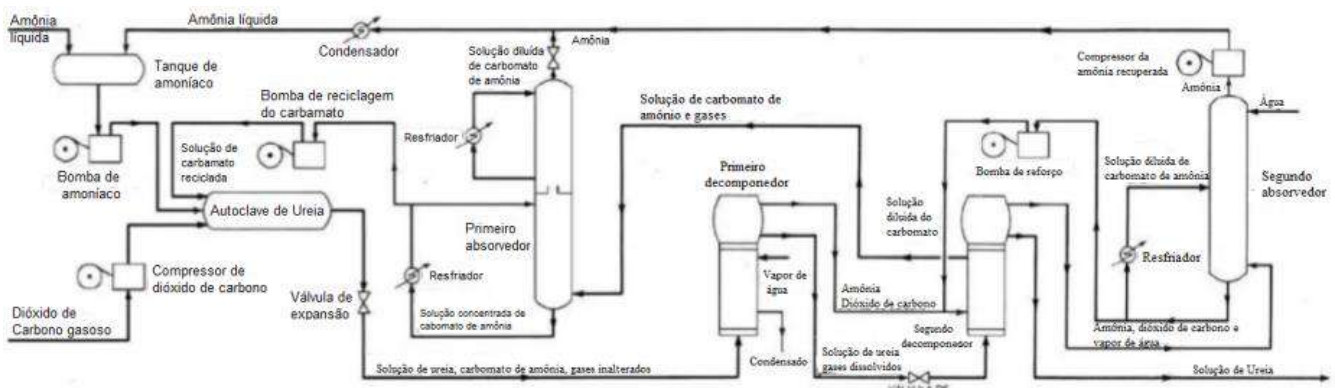 Amônia
líquida
Amônia líquida
Condensador
Amônia
Solução diluída
de carbomato
de amônia
Tanque de
amoníaco
Compressor da
amônia recuperada
Amônia
Água
Bomba de reciclagem
do carbamato
Resfriador
Solução de carbomato de
amônio e gases
Solução de
carbamato
reciclada
Bomba de
amoníaco
Primeiro
decomponedor
Bomba de reforço
Solução diluída de
carbomato de amônia
Segundo
absorvedor
Autoclave de Ureia
Primeiro
absorvedor
Solução
diluída do
carbomato
Resfriador
Compressor de
dióxido de carbono
Resfriador
Vapor de
água
Amônia
Dióxido de carbono
Dióxido de
Carbono gasoso
Válvula de
expansão
Solução concentrada de
cabomato de amônia
Segundo
decomponedor
Amônia, dióxido de carbono e
vapor de água
Condensado
Solução de ureia, carbomato de amônia, gases inalterados
Solução de ureia
gases dissolvidos
Solução de Ureia